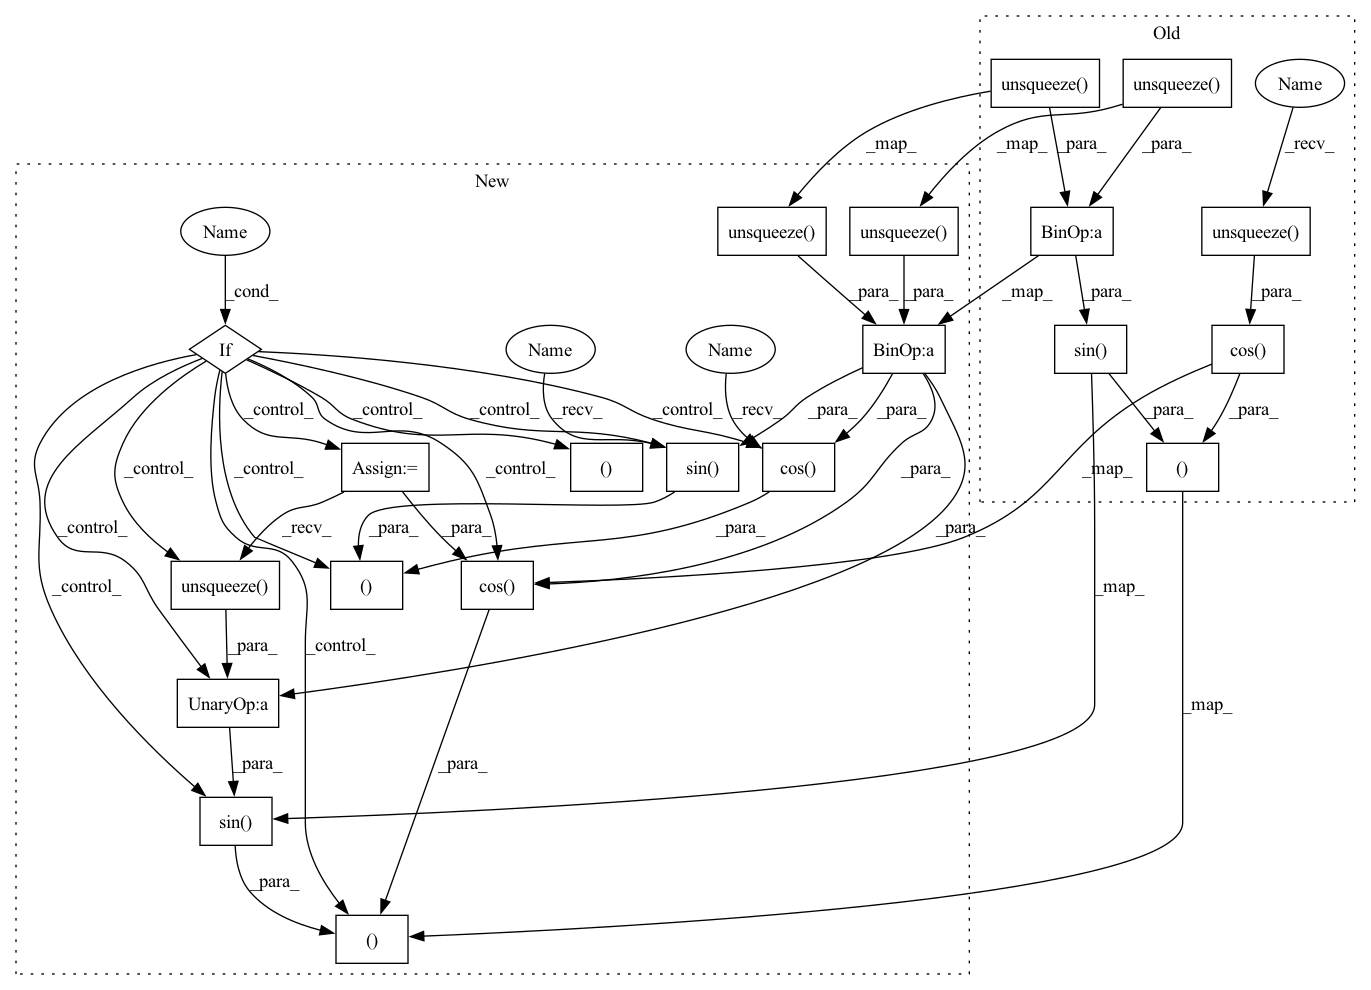 Old
unsqueeze()
unsqueeze()
Name
_map_
_map_
_para_
_para_
_recv_
New
Name
unsqueeze()
unsqueeze()
BinOp:a
unsqueeze()
_cond_
_para_
_para_
_map_
_para_
_para_
If
Name
Name
BinOp:a
sin()
cos()
_control_
_control_
_control_
_recv_
_control_
_recv_
_para_
_para_
_para_
_para_
_control_
_control_
Assign:=
_control_
()
sin()
cos()
_para_
_map_
()
_control_
_recv_
_para_
_para_
_para_
_para_
_control_
unsqueeze()
()
cos()
_map_
_para_
_control_
UnaryOp:a
_map_
_para_
_para_
sin()
_para_
()